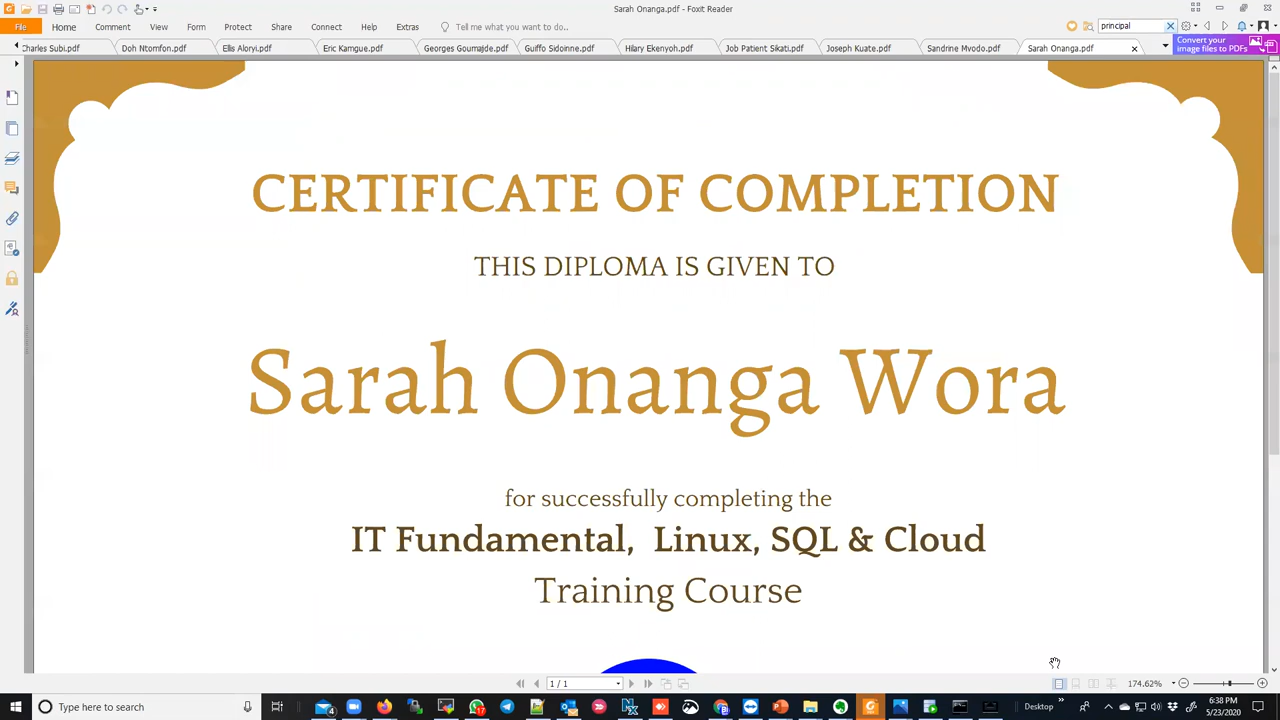 Sarah Onanga.pdf - Foxit Reader
File Home Comment View Form Protect Share Connect Help Extras Tell me what you want to do.. principal
Charles Subi.pdf Doh Ntomfon.pdf Ellis Aloryi.pdf Eric Kamgue.pdf Georges Goumajde.pdf Guffo Sidoinne.pdf Hilary Ekenyoh.pdf Job Patient Sikati.pdf Joseph Kuate.pdf Sandrine Mvodo.pdf Sarah Onanga.pdf
Convert your
image files to PDFs
CERTIFICATE OF COMPLETION
THIS DIPLOMA IS GIVEN TO
Sarah Onanga Wora
for successfully completing the
IT Fundamental, Linux, SQL & Cloud
Training Course
1 / 1
174.62%
Type here to search
4
17
Desktop
6:38 PM
5/23/2020